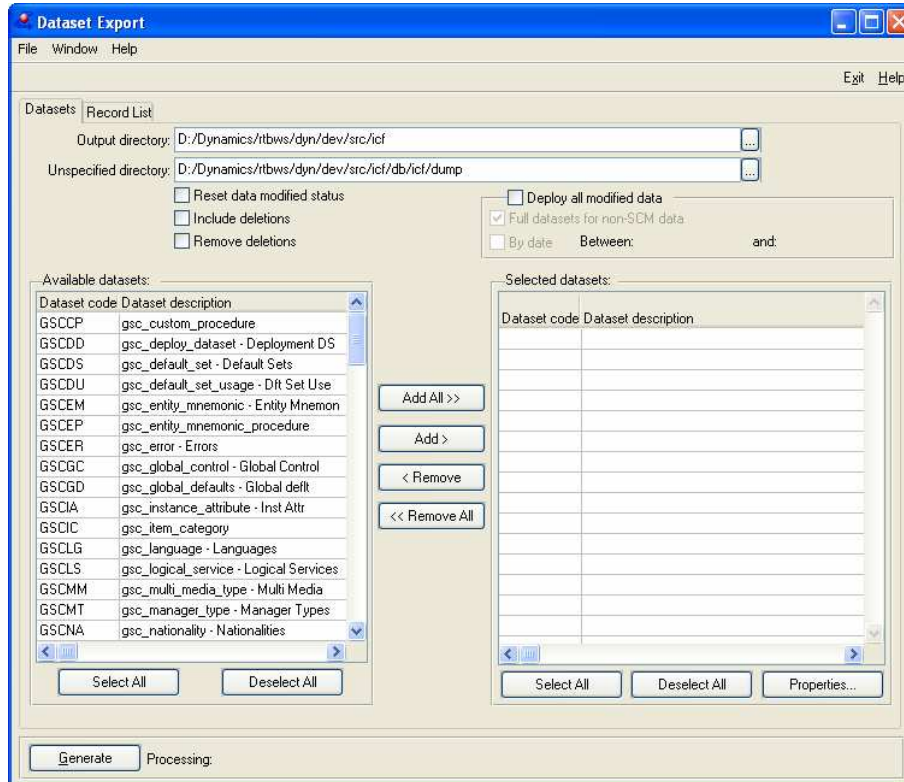 Dataset Export
File Window Help
Exit Help
Datasets Record List
Output directory: D:/Dynamics/rtbws/dyn/dev/src/icf ...
Unspecified directory: D:/Dynamics/rtbws/dyn/dev/src/icf/db/icf/dump ...
Reset data modified status
Include deletions
Remove deletions
Deploy all modified data
Full datasets for non-SCM data
By date Between: and:
Available datasets:
Dataset code Dataset description
GSCCP gsc_custom_procedure
GSCDD gsc_deploy_dataset - Deployment DS
GSCDS gsc_default_set - Default Sets
GSCDU gsc_default_set_usage - Dft Set Use
GSCEM gsc_entity_mnemonic - Entity Mnemon
GSCEP gsc_entity_mnemonic_procedure
GSCER gsc_error - Errors
GSCGC gsc_global_control - Global Control
GSCGD gsc_global_defaults - Global deflt
GSCIA gsc_instance_attribute - Inst Attr
GSCIC gsc_item_category
GSCLG gsc_language - Languages
GSCLS gsc_logical_service - Logical Services
GSCMM gsc_multi_media_type - Multi Media
GSCMT gsc_manager_type - Manager Types
GSCNA gsc_nationality - Nationalities
Select All Deselect All
Add All >>
Add >
< Remove
<< Remove All
Selected datasets:
Dataset code Dataset description
Select All Deselect All Properties...
Generate Processing: